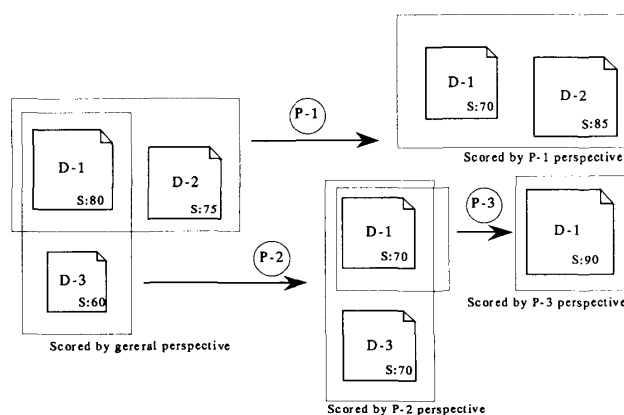 D-1
S:80
D-2
S:75
D-3
S:60
Scored by gereral perspective
P-1
D-1
S:70
D-2
S:85
Scored by P-1 perspective
P-2
D-1
S:70
D-3
S:70
Scored by P-2 perspective
P-3
D-1
S:90
Scored by P-3 perspective